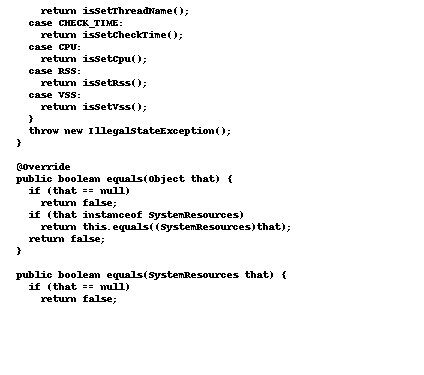 return isSetThreadName();
case CHECK_TIME:
return isSetCheckTime();
case CPU:
return isSetCpu();
case RSS:
return isSetRss();
case VSS:
return isSetVss();
}
throw new IllegalStateException();
}
@Override
public boolean equals(Object that) {
if (that == null)
return false;
if (that instanceof SystemResources)
return this.equals((SystemResources)that);
return false;
}
public boolean equals(SystemResources that) {
if (that == null)
return false;